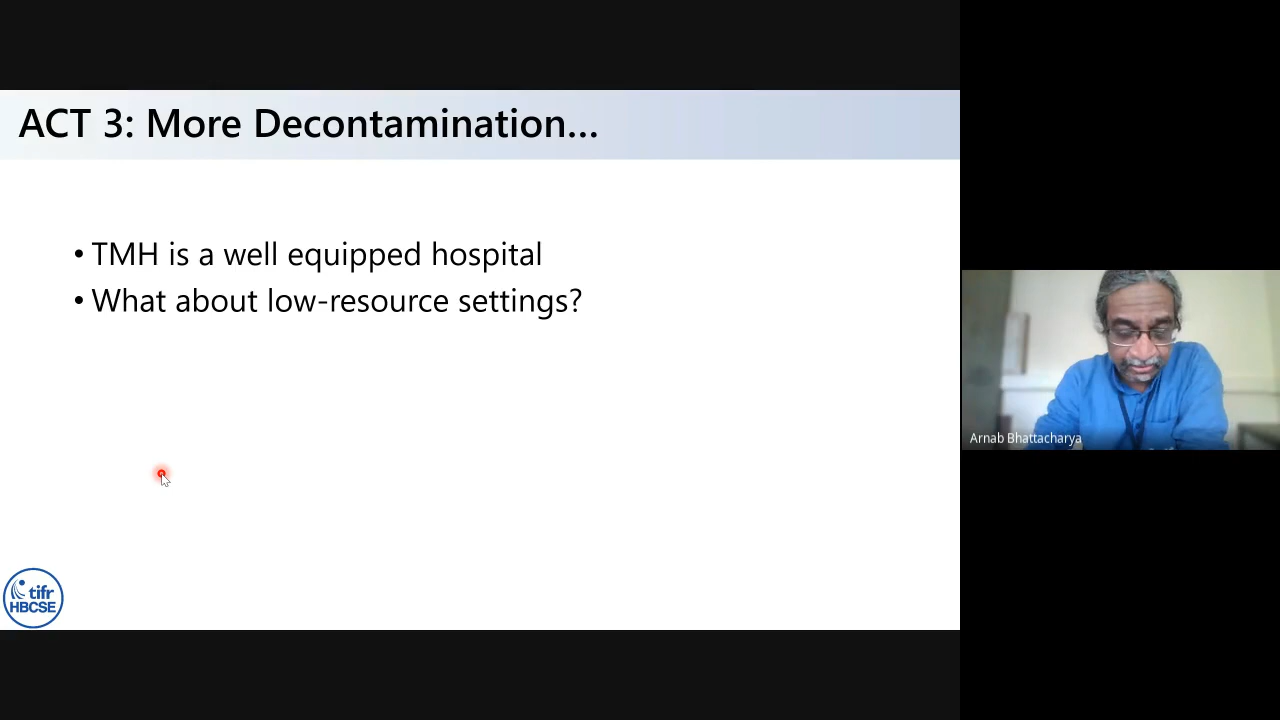 ACT 3: More Decontamination...
• TMH is a well equipped hospital
• What about low-resource settings?
tifr
HBCSE
Arnab Bhattacharya